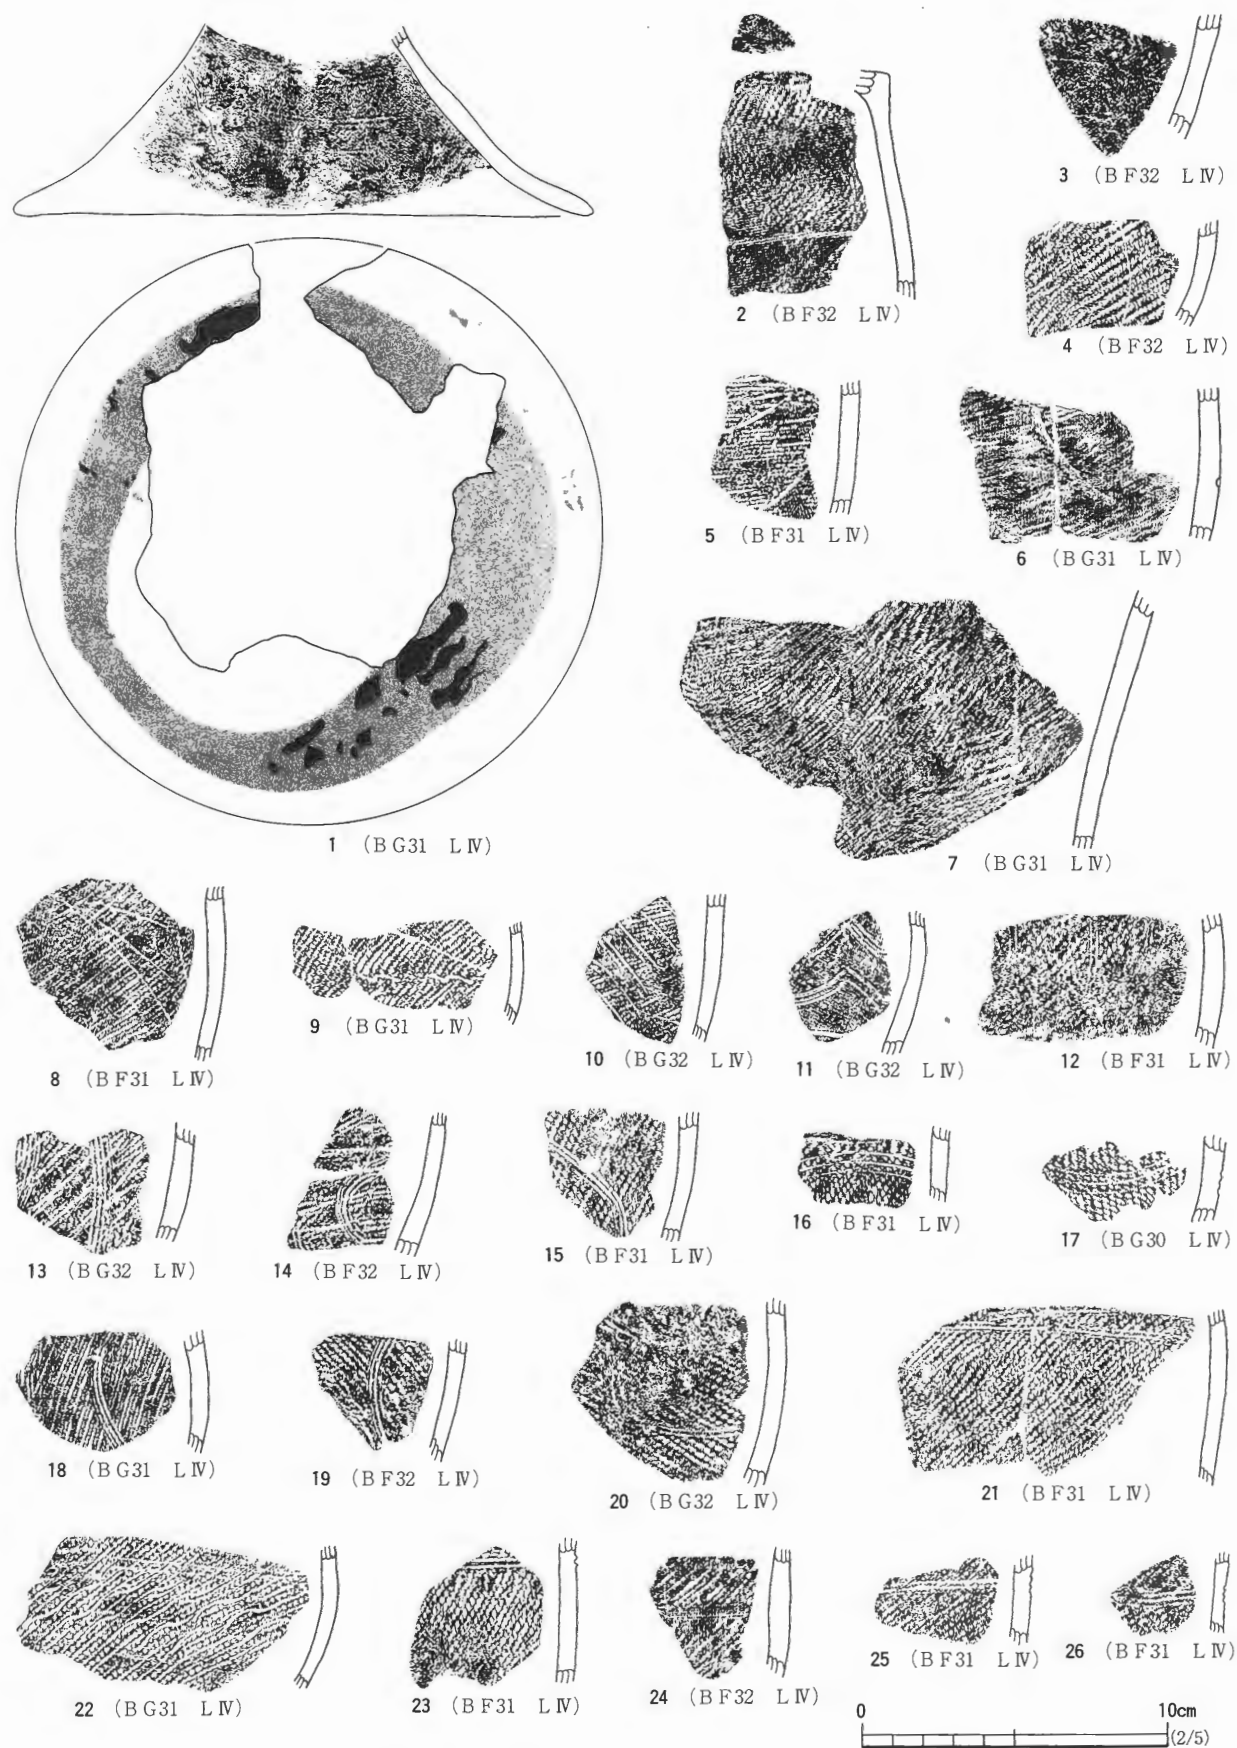 1 (BG31 LⅣ)
2 (BF32 LⅣ)
3 (BF32 LⅣ)
4 (BF32 LⅣ)
5 (BF31 LⅣ)
6 (BG31 LⅣ)
7 (BG31 LⅣ)
8 (BF31 LⅣ)
9 (BG31 LⅣ)
10 (BG32 LⅣ)
11 (BG32 LⅣ)
12 (BF31 LⅣ)
13 (BG32 LⅣ)
14 (BF32 LⅣ)
15 (BF31 LⅣ)
16 (BF31 LⅣ)
17 (BG30 LⅣ)
18 (BG31 LⅣ)
19 (BF32 LⅣ)
20 (BG32 LⅣ)
21 (BF31 LⅣ)
22 (BG31 LⅣ)
23 (BF31 LⅣ)
24 (BF32 LⅣ)
25 (BF31 LⅣ)
26 (BF31 LⅣ)
0 10cm
(2/5)